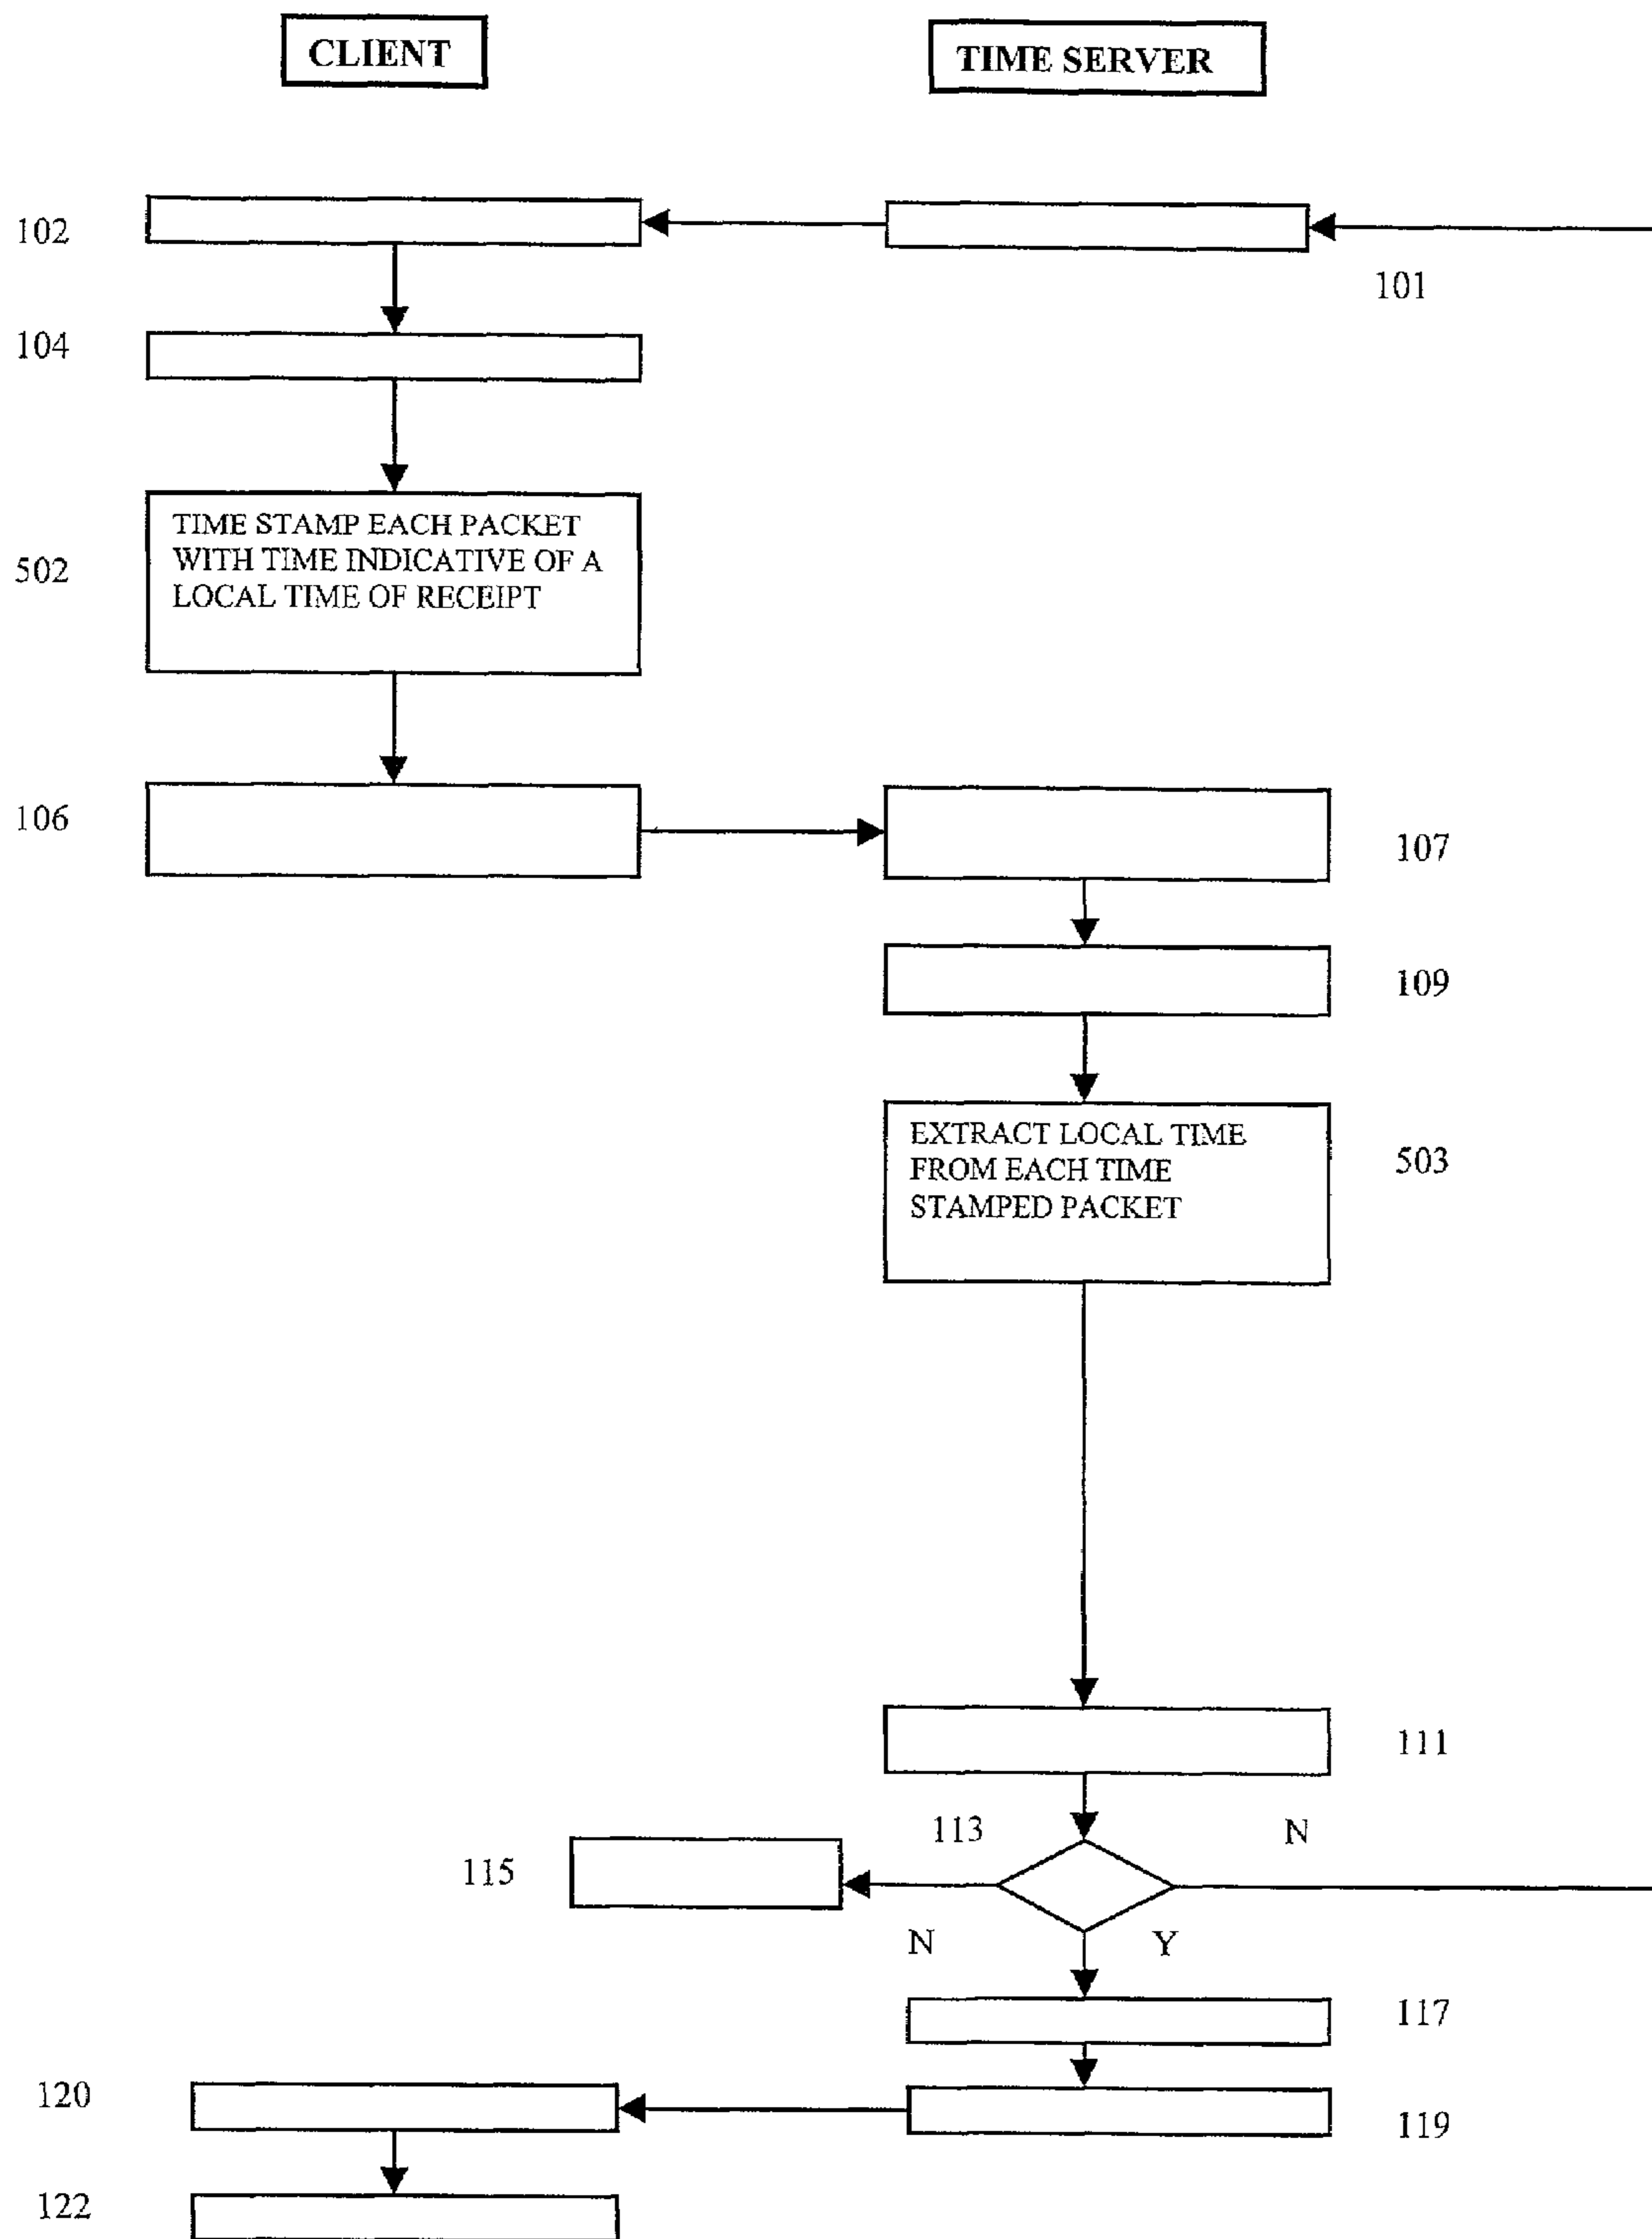 CLIENT
TIME SERVER
102
101
104
TIME STAMP EACH PACKET
WITH TIME INDICATIVE OF A
LOCAL TIME OF RECEIPT
502
106
107
109
EXTRACT LOCAL TIME
FROM EACH TIME
STAMPED PACKET
503
111
113
N
115
N
Y
117
120
119
122